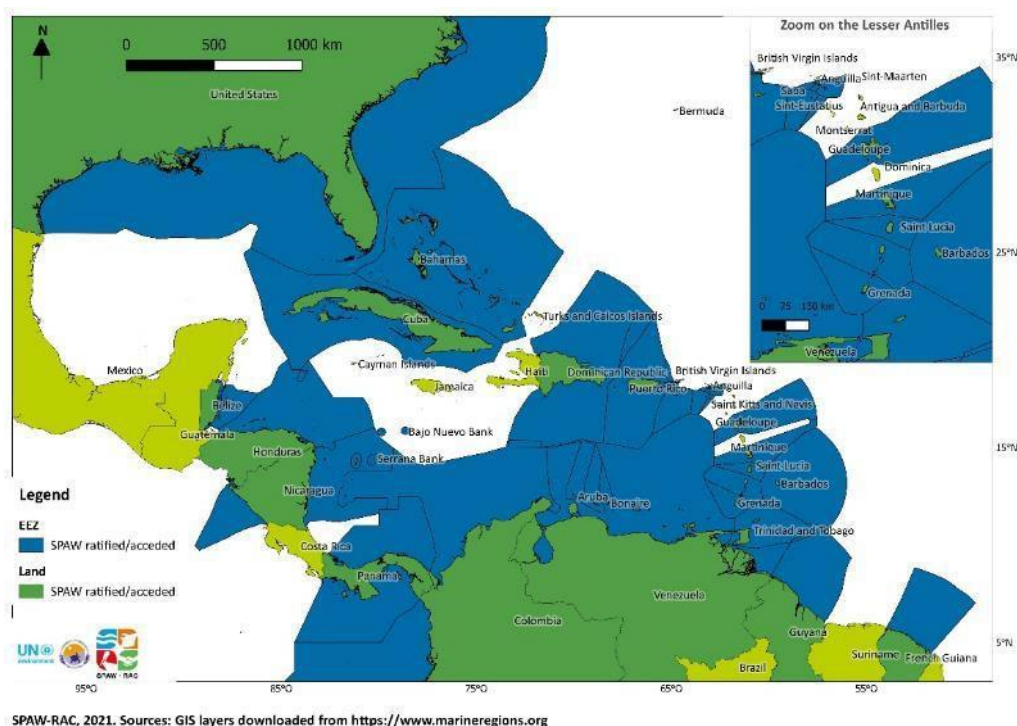 Zoom on the Lesser Antilles
British Virgin Islands
Anguilla
Sint-Maarten
Saba
Sint-Eustatius
Antigua and Barbuda
Montserrat
Guadeloupe
Dominica
Martinique
Saint Lucia
Barbados
Grenada
0 75 150 km
Venezuela
N
0 500 1000 km
United States
Bermuda
35°N
25°N
15°N
5°N
Bahamas
Cuba
Turks and Caicos Islands
Cayman Islands
Haiti
Dominican Republic
British Virgin Islands
Mexico
Jamaica
Puerto Rico
Anguilla
Belize
Saint Kitts and Nevis
Guadeloupe
Guatemala
Bajo Nuevo Bank
Martinique
Honduras
Serrana Bank
Saint-Lucia
Barbados
Nicaragua
Aruba
Bonaire
Grenada
Trinidad and Tobago
Costa Rica
Panama
Colombia
Venezuela
Guyana
Suriname
French Guiana
Brazil
Legend
EEZ
SPAW ratified/acceded
Land
SPAW ratified/acceded
UN
environment
SPAW - RAC
95°O 85°O 75°O 65°O 55°O
SPAW-RAC, 2021. Sources: GIS layers downloaded from https://www.marineregions.org